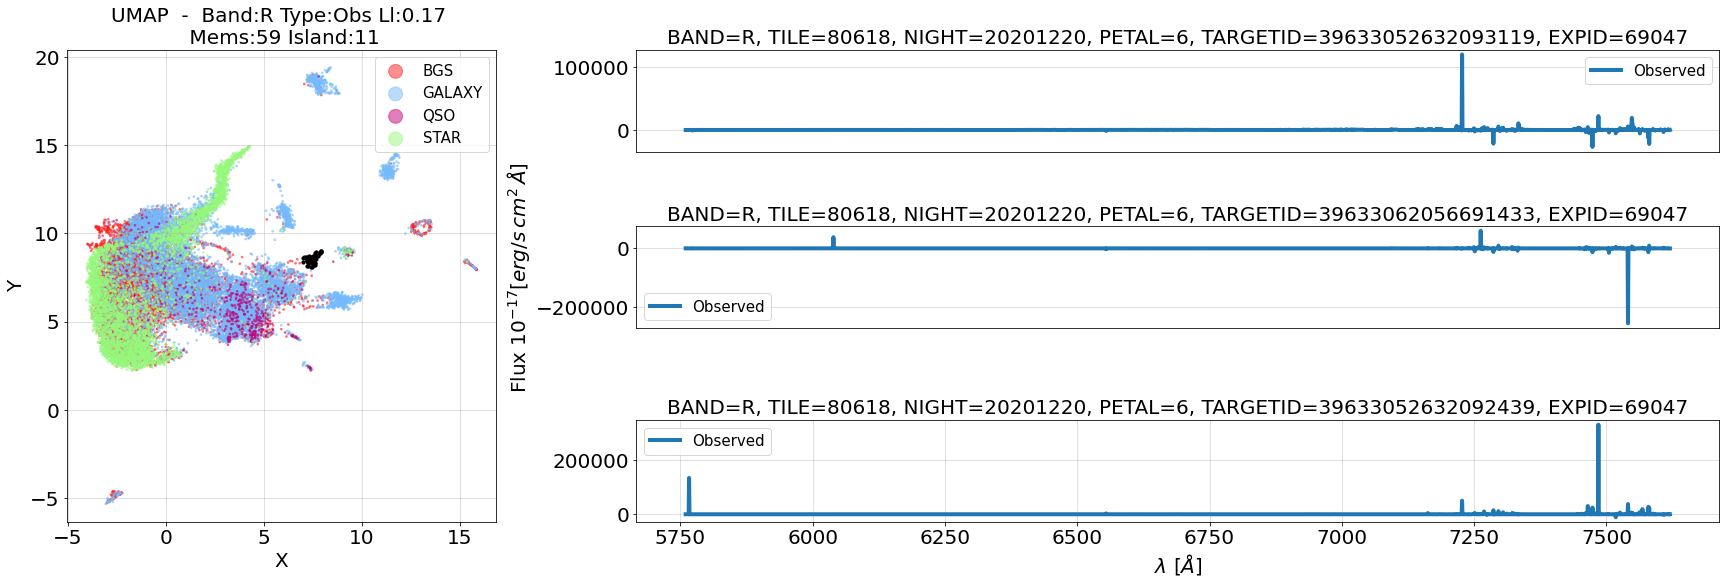 UMAP - Band:R Type:Obs Ll:0.17
Mems:59 Island:11
BGS
GALAXY
QSO
STAR
20
15
10
5
0
−5
Y
−5
0
5
10
15
X
Flux 10⁻¹⁷[erg/s cm² Å]
BAND=R, TILE=80618, NIGHT=20201220, PETAL=6, TARGETID=39633052632093119, EXPID=69047
100000
0
Observed
BAND=R, TILE=80618, NIGHT=20201220, PETAL=6, TARGETID=39633062056691433, EXPID=69047
0
−200000
Observed
BAND=R, TILE=80618, NIGHT=20201220, PETAL=6, TARGETID=39633052632092439, EXPID=69047
200000
0
Observed
5750
6000
6250
6500
6750
7000
7250
7500
λ [Å]